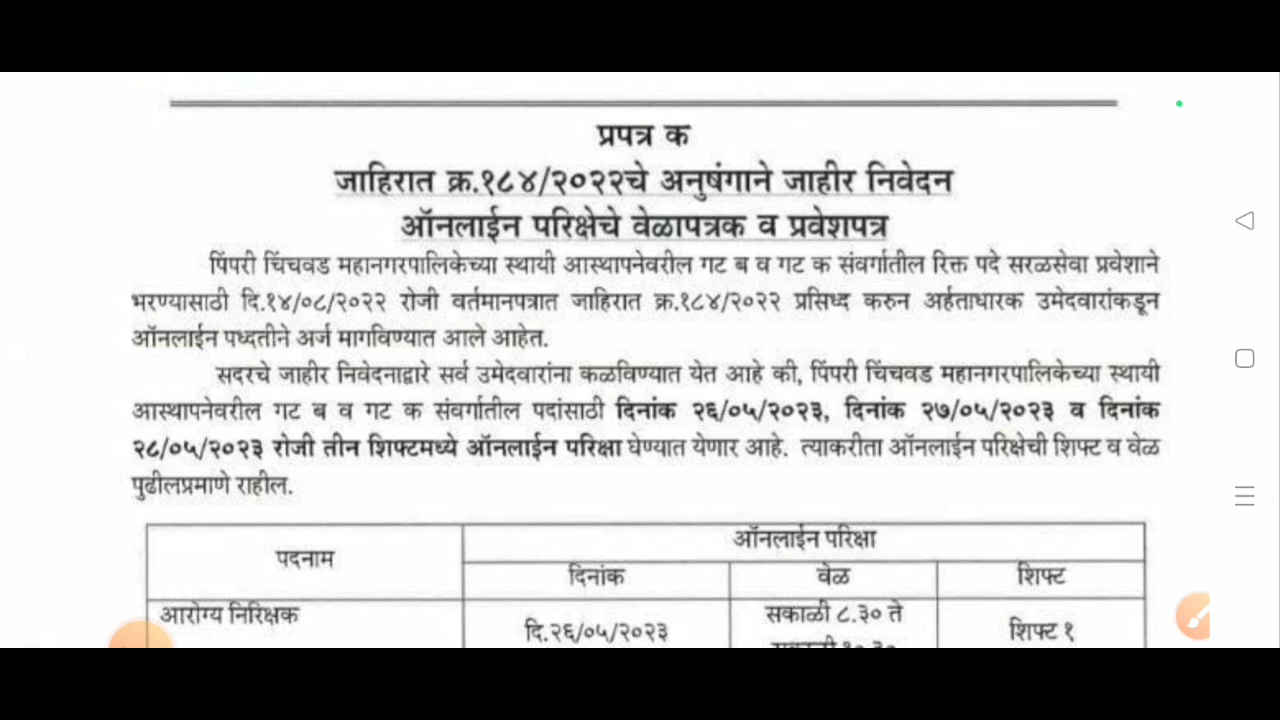 प्रपत्र क
जाहिरात क्र.१८४/२०२२चे अनुषंगाने जाहीर निवेदन
ऑनलाईन परिक्षेचे वेळापत्रक व प्रवेशपत्र
पिंपरी चिंचवड महानगरपालिकेच्या स्थायी आस्थापनेवरील गट ब व गट क संवर्गातील रिक्त पदे सरळसेवा प्रवेशाने
भरण्यासाठी दि.१४/०८/२०२२ रोजी वर्तमानपत्रात जाहिरात क्र.१८४/२०२२ प्रसिध्द करुन अर्हताधारक उमेदवारांकडून
ऑनलाईन पध्दतीने अर्ज मागविण्यात आले आहेत.
सदरचे जाहीर निवेदनाद्वारे सर्व उमेदवारांना कळविण्यात येत आहे की, पिंपरी चिंचवड महानगरपालिकेच्या स्थायी
आस्थापनेवरील गट ब व गट क संवर्गातील पदांसाठी दिनांक २६/०५/२०२३, दिनांक २७/०५/२०२३ व दिनांक
२८/०५/२०२३ रोजी तीन शिफ्टमध्ये ऑनलाईन परिक्षा घेण्यात येणार आहे. त्याकरीता ऑनलाईन परिक्षेची शिफ्ट व वेळ
पुढीलप्रमाणे राहील.
पदनाम
ऑनलाईन परिक्षा
दिनांक वेळ शिफ्ट
आरोग्य निरिक्षक
दि.२६/०५/२०२३
सकाळी ८.३० ते
शिफ्ट १